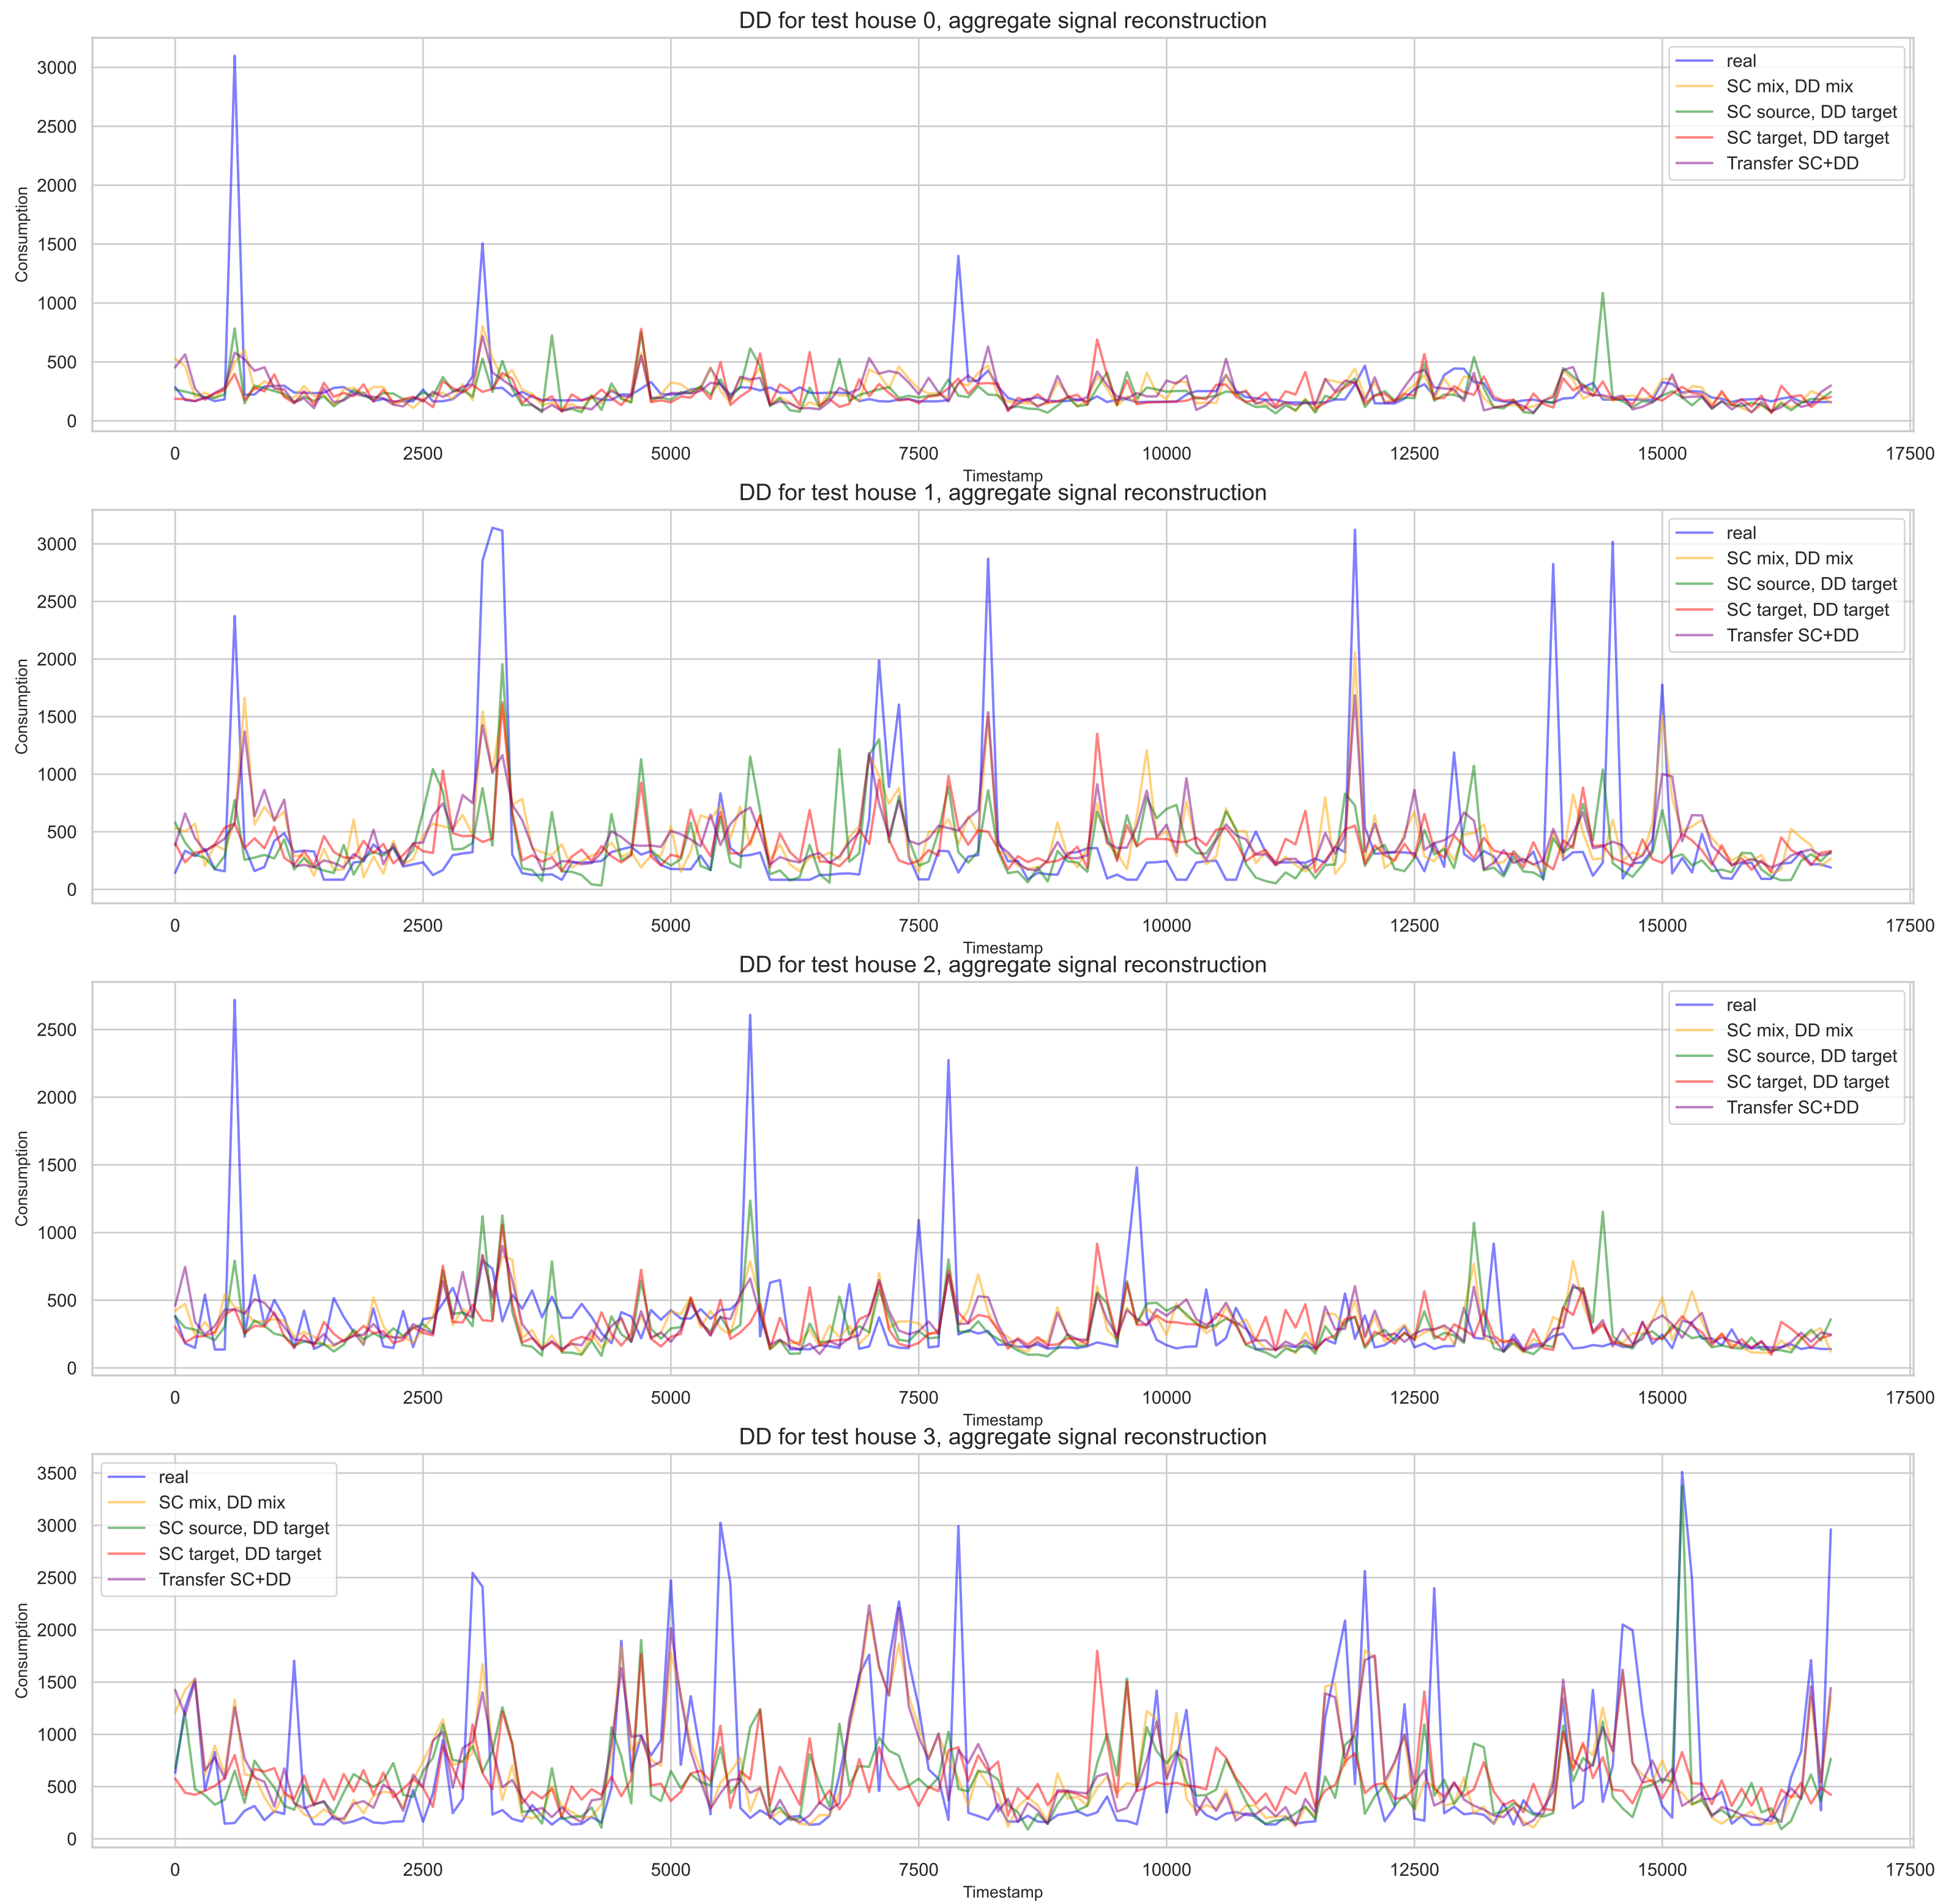 DD for test house 0, aggregate signal reconstruction
3000
2500
2000
1500
1000
500
0
Consumption
real
SC mix, DD mix
SC source, DD target
SC target, DD target
Transfer SC+DD
0 2500 5000 7500 10000 12500 15000 17500
Timestamp
DD for test house 1, aggregate signal reconstruction
3000
2500
2000
1500
1000
500
0
Consumption
real
SC mix, DD mix
SC source, DD target
SC target, DD target
Transfer SC+DD
0 2500 5000 7500 10000 12500 15000 17500
Timestamp
DD for test house 2, aggregate signal reconstruction
2500
2000
1500
1000
500
0
Consumption
real
SC mix, DD mix
SC source, DD target
SC target, DD target
Transfer SC+DD
0 2500 5000 7500 10000 12500 15000 17500
Timestamp
DD for test house 3, aggregate signal reconstruction
3500
3000
2500
2000
1500
1000
500
0
Consumption
real
SC mix, DD mix
SC source, DD target
SC target, DD target
Transfer SC+DD
0 2500 5000 7500 10000 12500 15000 17500
Timestamp